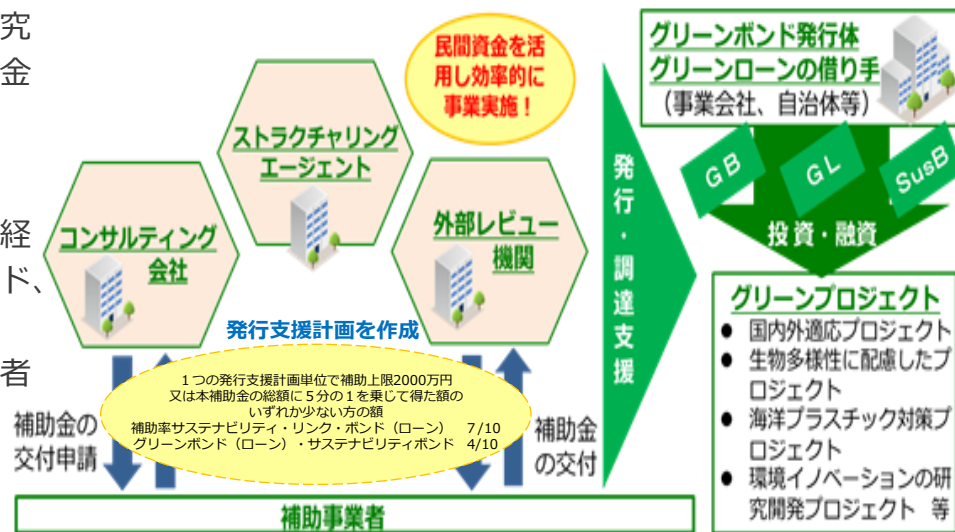 究
金
経
ド、
者
民間資金を活
用し効率的に
事業実施！
ストラクチャリング
エージェント
コンサルティング
会社
外部レビュー
機関
発行支援計画を作成
１つの発行支援計画単位で補助上限2000万円
又は本補助金の総額に５分の１を乗じて得た額の
いずれか少ない方の額
補助率サステナビリティ・リンク・ボンド（ローン） 7/10
グリーンボンド（ローン）・サステナビリティボンド 4/10
補助金の
交付申請
補助金
の交付
補助事業者
発行・調達支援
グリーンボンド発行体
グリーンローンの借り手
（事業会社、自治体等）
GB
GL
SusB
投資・融資
グリーンプロジェクト
● 国内外適応プロジェクト
● 生物多様性に配慮したプ
ロジェクト
● 海洋プラスチック対策プ
ロジェクト
● 環境イノベーションの研
究開発プロジェクト 等